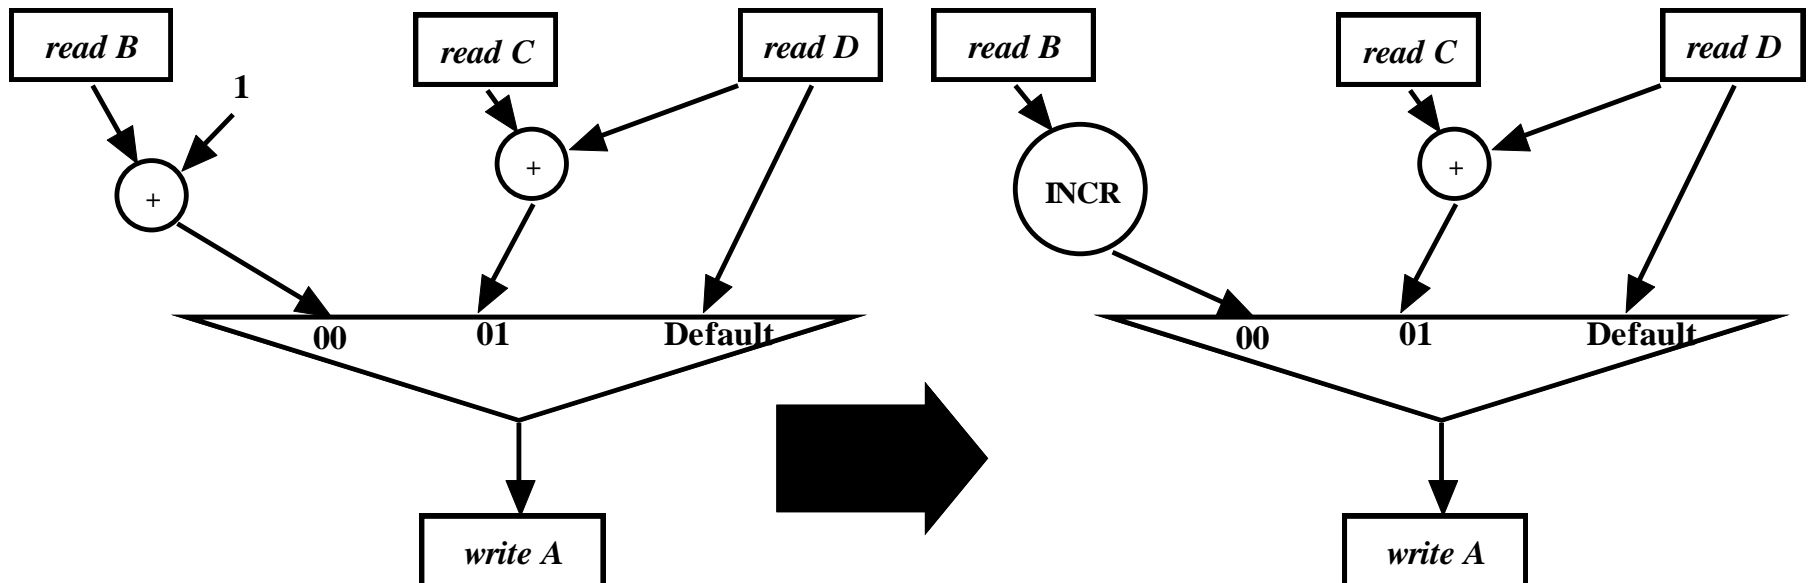 read B
read C
read D
read B
read C
read D
1
+
+
INCR
+
00
01
Default
00
01
Default
write A
write A